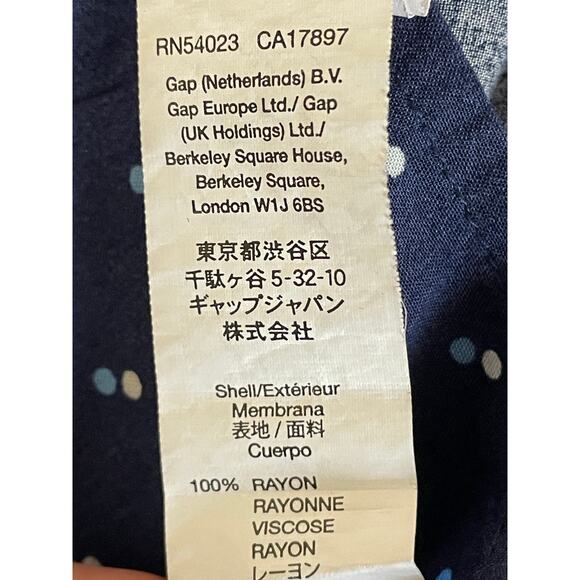 RN54023 CA17897
Gap (Netherlands) B.V.
Gap Europe Ltd./ Gap
(UK Holdings) Ltd./
Berkeley Square House,
Berkeley Square,
London W1J 6BS
東京都渋谷区
千駄ヶ谷 5-32-10
ギャップジャパン
株式会社
Shell/Extérieur
Membrana
表地 / 面料
Cuerpo
100% RAYON
RAYONNE
VISCOSE
RAYON
レーヨン